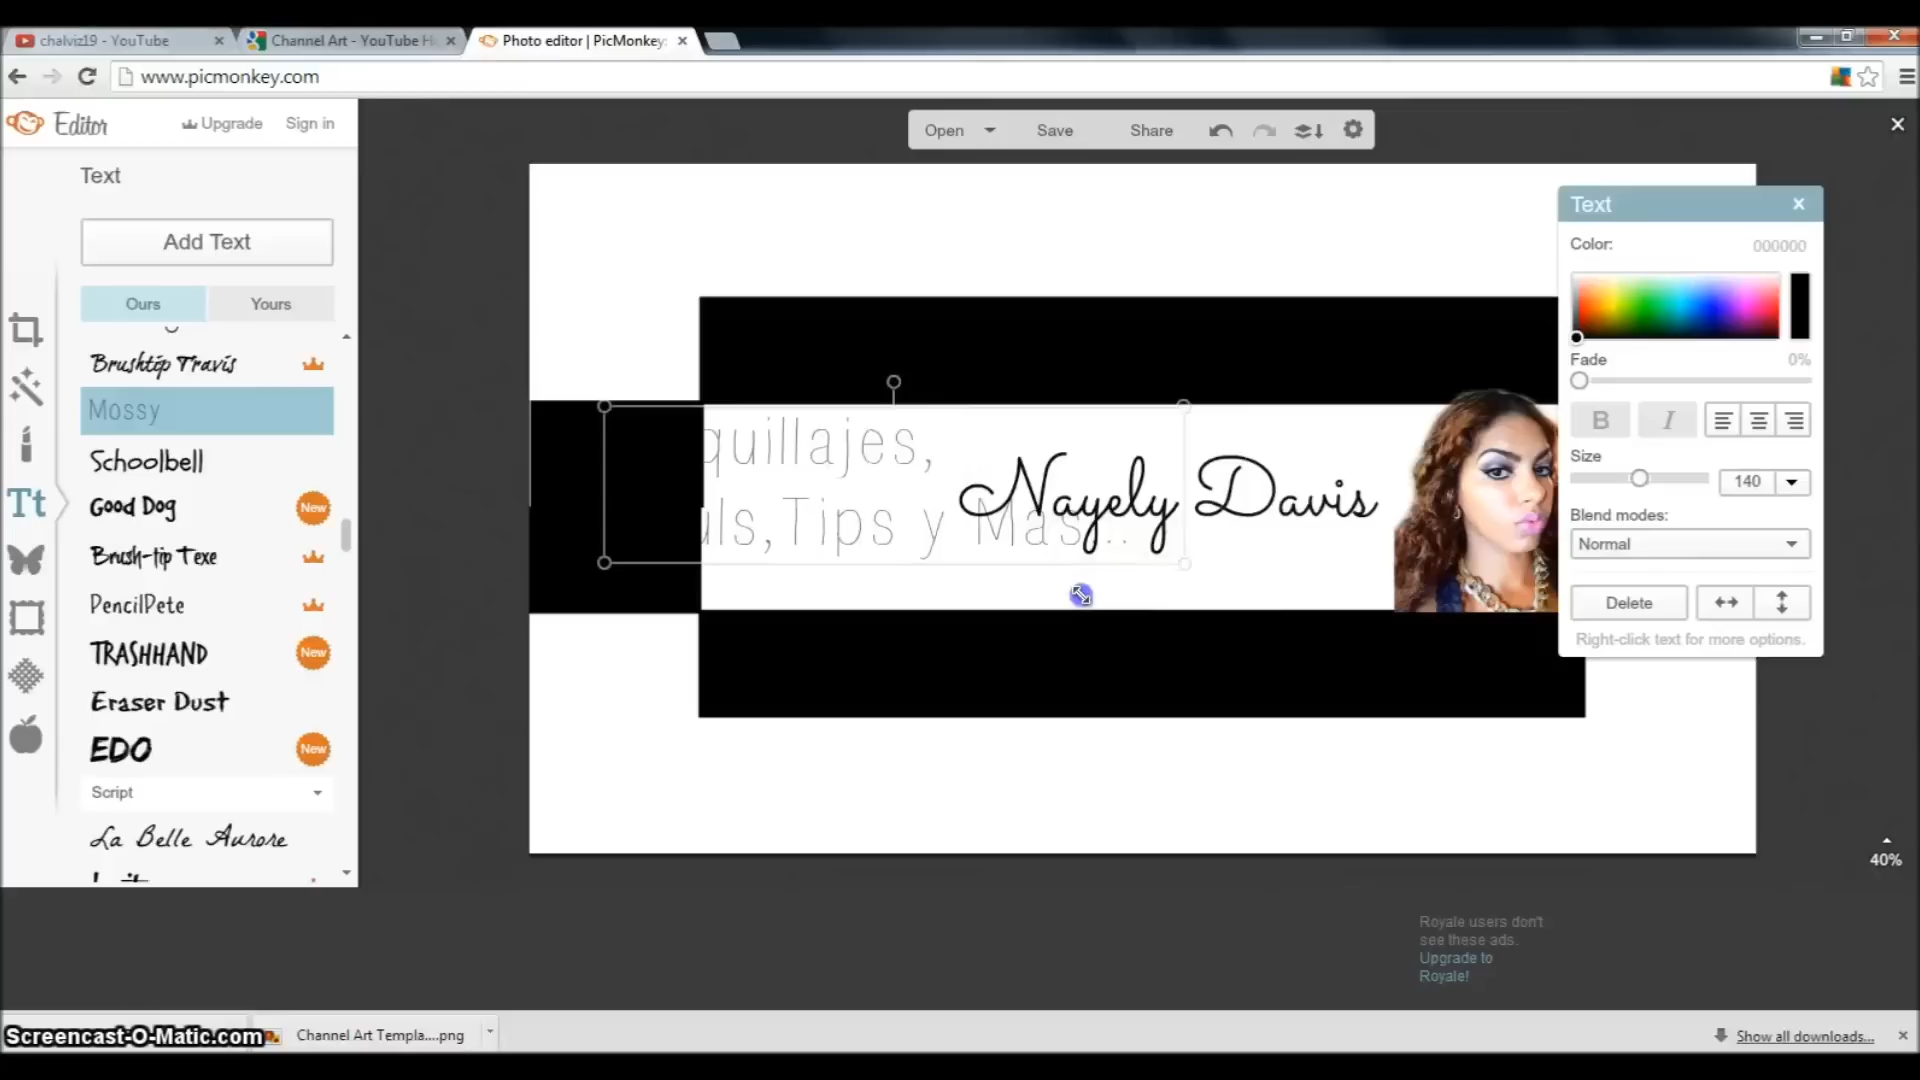 chalviz19 - YouTube
Channel Art - YouTube H
Photo editor | PicMonkey:
www.picmonkey.com
Editor
Upgrade
Sign in
Open
Save
Share
Text
Add Text
Ours
Yours
Brushtip Travis
Mossy
Schoolbell
Good Dog
New
Brush-tip Texe
PencilPete
TRASHHAND
New
Eraser Dust
EDO
New
Script
La Belle Aurore
quillajes,
ls,Tips y Mas...
Nayely Davis
Text
Color:
000000
Fade
0%
B
I
Size
140
Blend modes:
Normal
Delete
Right-click text for more options.
40%
Royale users don't
see these ads.
Upgrade to
Royale!
Screencast-O-Matic.com
Channel Art Templa....png
Show all downloads...